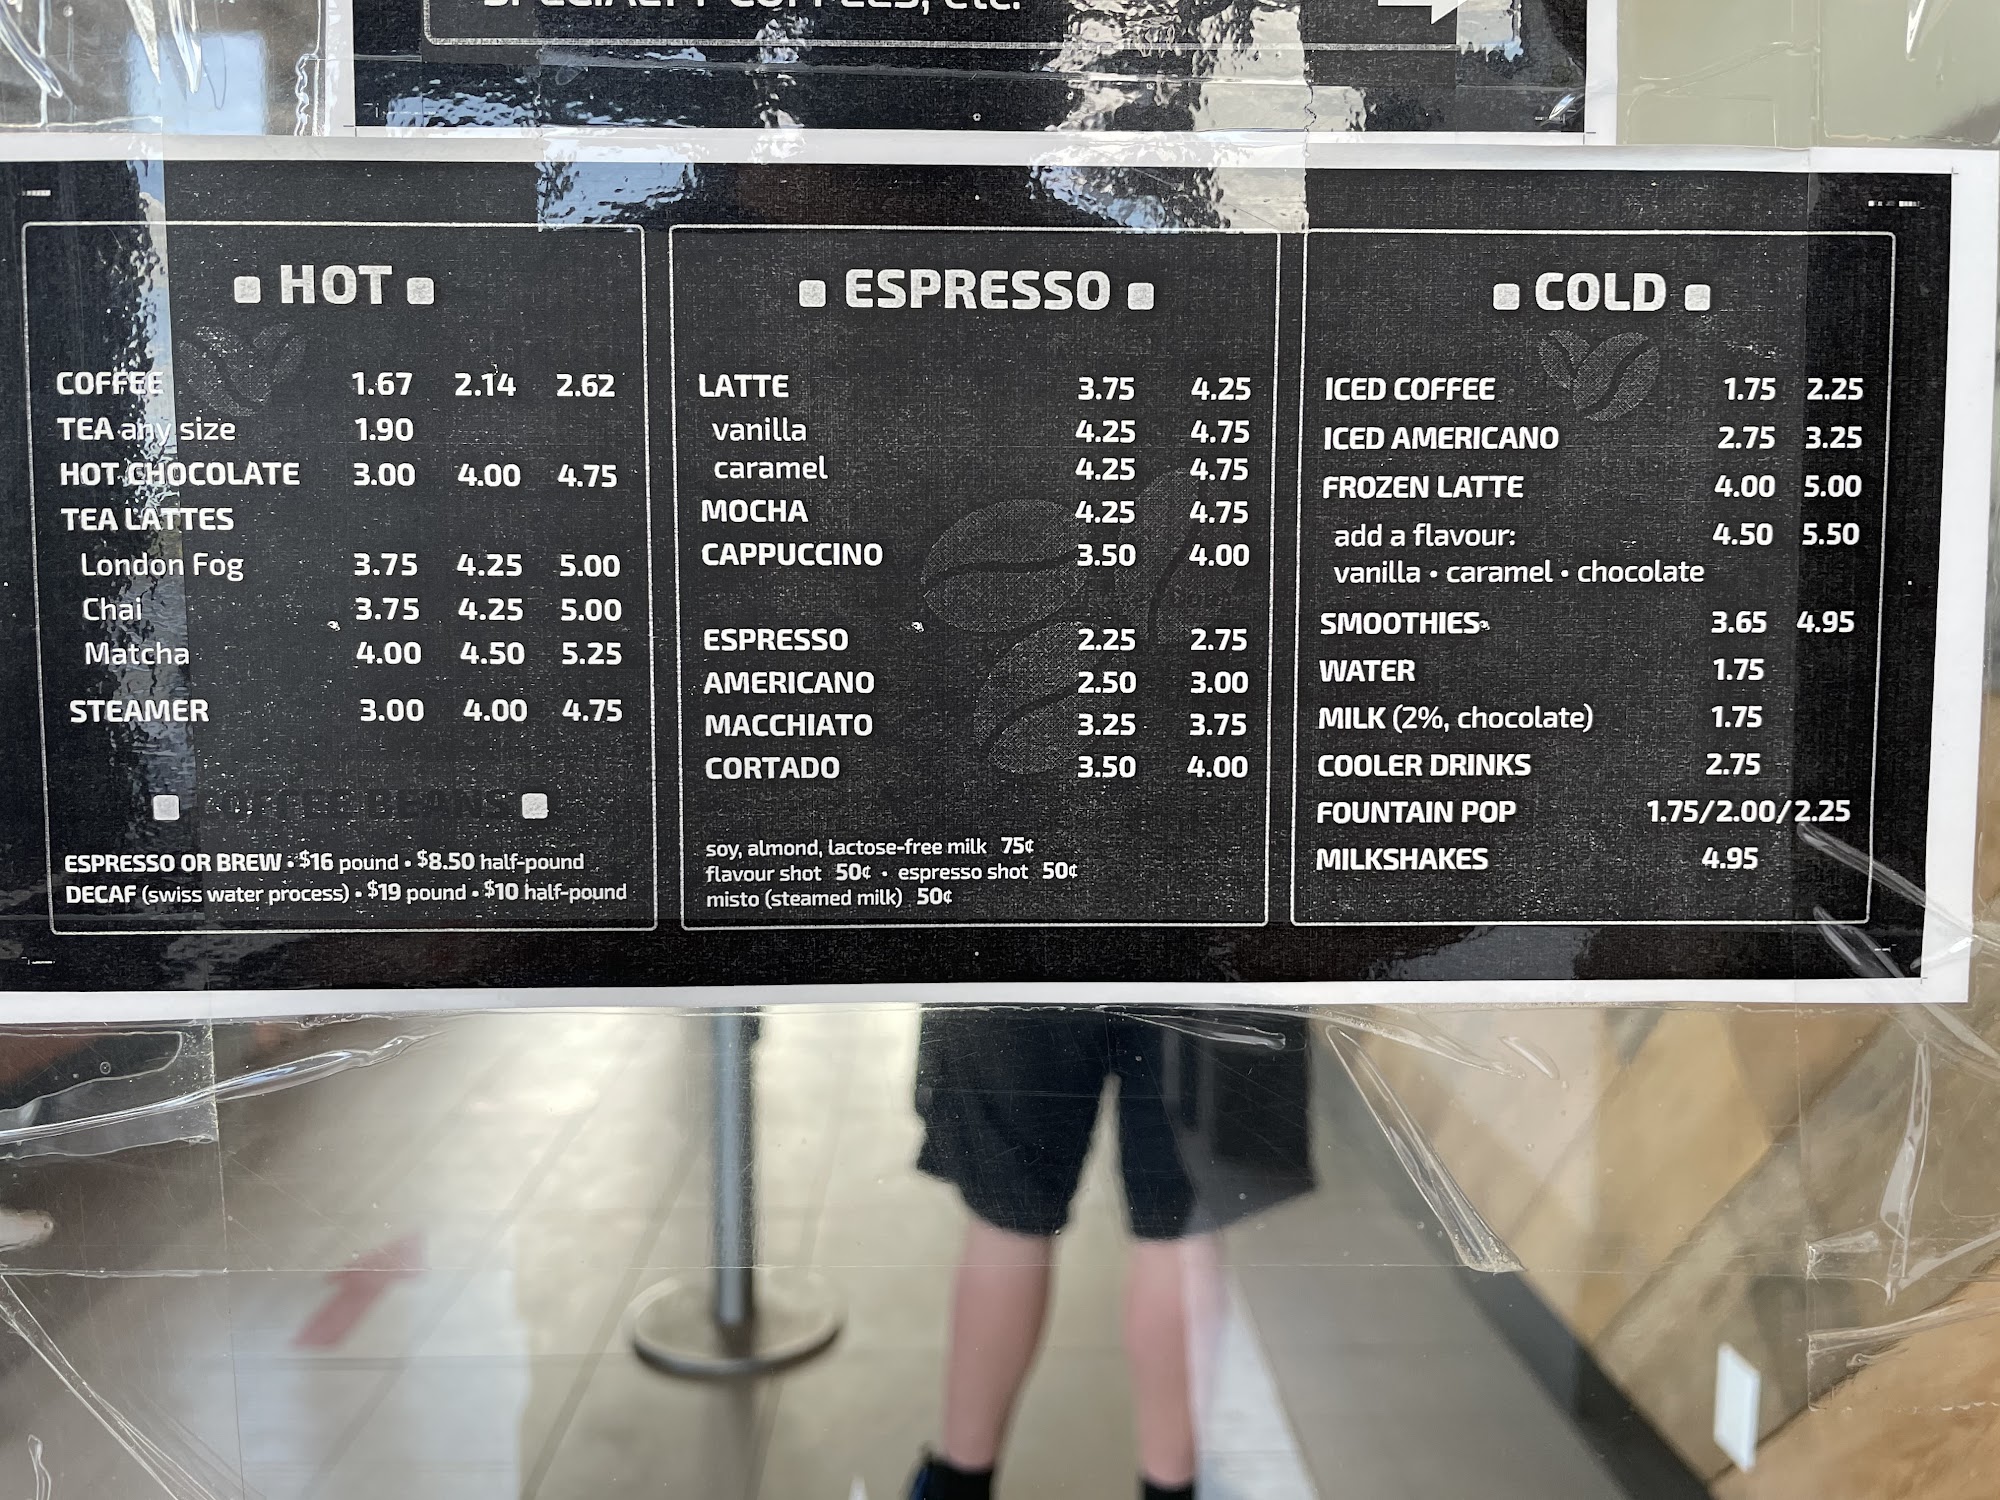 SPECIALTY COFFEES, etc.
HOT
COFFEE 1.67 2.14 2.62
TEA any size 1.90
HOT CHOCOLATE 3.00 4.00 4.75
TEA LATTES
London Fog 3.75 4.25 5.00
Chai 3.75 4.25 5.00
Matcha 4.00 4.50 5.25
STEAMER 3.00 4.00 4.75
COFFEE BEANS
ESPRESSO OR BREW • $16 pound • $8.50 half-pound
DECAF (swiss water process) • $19 pound • $10 half-pound
ESPRESSO
LATTE 3.75 4.25
vanilla 4.25 4.75
caramel 4.25 4.75
MOCHA 4.25 4.75
CAPPUCCINO 3.50 4.00
ESPRESSO 2.25 2.75
AMERICANO 2.50 3.00
MACCHIATO 3.25 3.75
CORTADO 3.50 4.00
soy, almond, lactose-free milk 75¢
flavour shot 50¢ • espresso shot 50¢
misto (steamed milk) 50¢
COLD
ICED COFFEE 1.75 2.25
ICED AMERICANO 2.75 3.25
FROZEN LATTE 4.00 5.00
add a flavour: 4.50 5.50
vanilla • caramel • chocolate
SMOOTHIES 3.65 4.95
WATER 1.75
MILK (2%, chocolate) 1.75
COOLER DRINKS 2.75
FOUNTAIN POP 1.75/2.00/2.25
MILKSHAKES 4.95